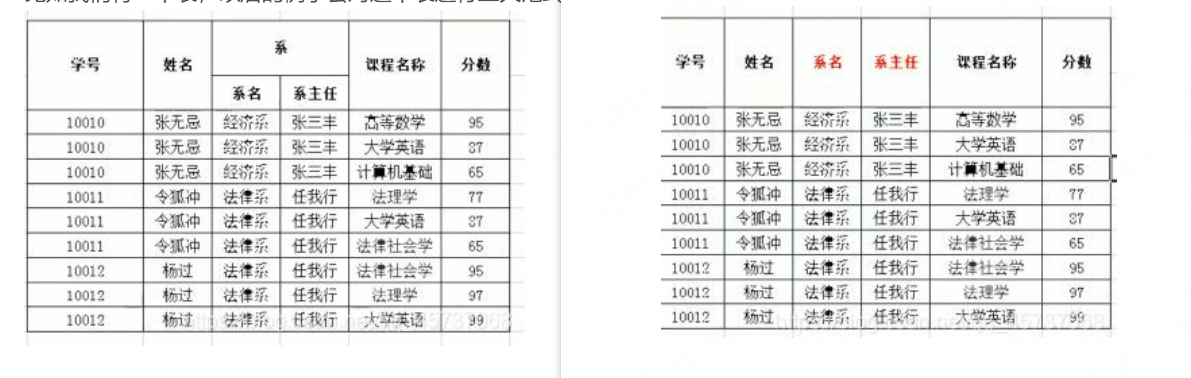 学号 姓名 系 课程名称 分数
系名 系主任
10010 张无忌 经济系 张三丰 高等数学 95
10010 张无忌 经济系 张三丰 大学英语 87
10010 张无忌 经济系 张三丰 计算机基础 65
10011 令狐冲 法律系 任我行 法理学 77
10011 令狐冲 法律系 任我行 大学英语 87
10011 令狐冲 法律系 任我行 法律社会学 65
10012 杨过 法律系 任我行 法律社会学 95
10012 杨过 法律系 任我行 法理学 97
10012 杨过 法律系 任我行 大学英语 99
学号 姓名 系名 系主任 课程名称 分数
10010 张无忌 经济系 张三丰 高等数学 95
10010 张无忌 经济系 张三丰 大学英语 87
10010 张无忌 经济系 张三丰 计算机基础 65
10011 令狐冲 法律系 任我行 法理学 77
10011 令狐冲 法律系 任我行 大学英语 87
10011 令狐冲 法律系 任我行 法律社会学 65
10012 杨过 法律系 任我行 法律社会学 95
10012 杨过 法律系 任我行 法理学 97
10012 杨过 法律系 任我行 大学英语 99